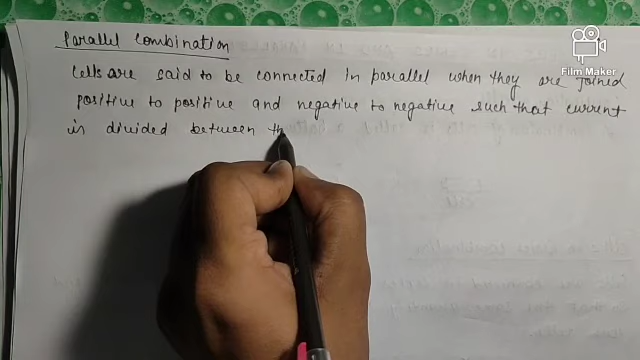 Parallel Combination
Cells are said to be connected in parallel when they are joined
positive to positive and negative to negative such that current
is divided between th
Film Maker